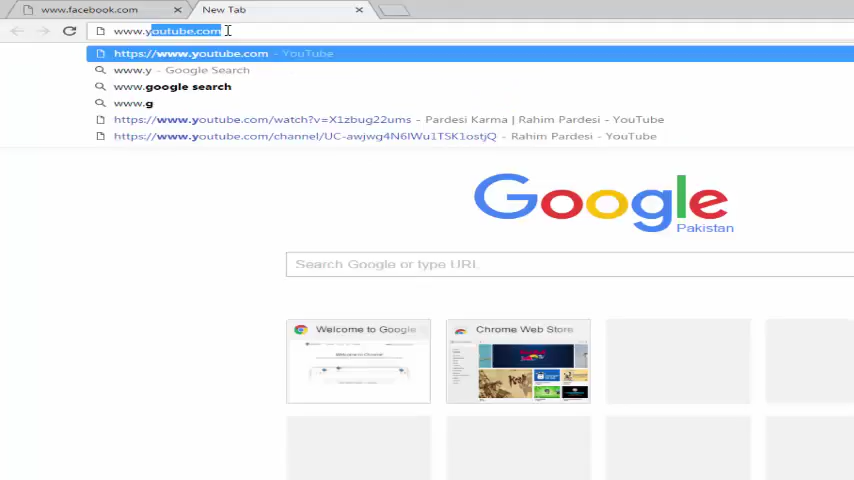 www.facebook.com
New Tab
www.youtube.com
https://www.youtube.com - YouTube
www.y - Google Search
www.google search
www.g
https://www.youtube.com/watch?v=X1zbug22ums - Pardesi Karma | Rahim Pardesi - YouTube
https://www.youtube.com/channel/UC-awjwg4N6IWu1TSK1ostjQ - Rahim Pardesi - YouTube
Google
Pakistan
Search Google or type URL
Welcome to Google
Chrome Web Store